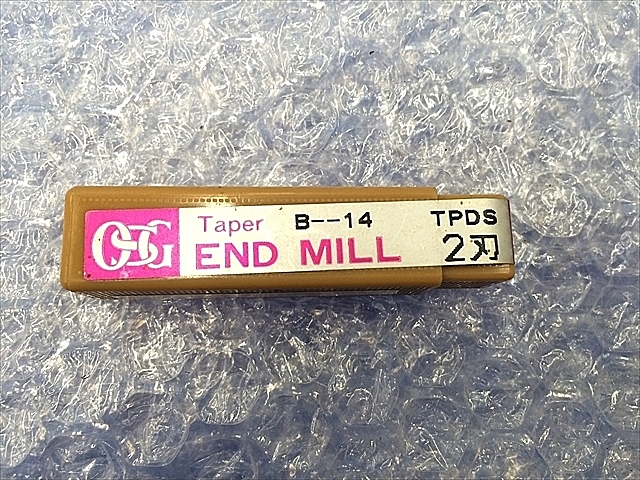 OSG
Taper B--14 TPDS
END MILL 2刃